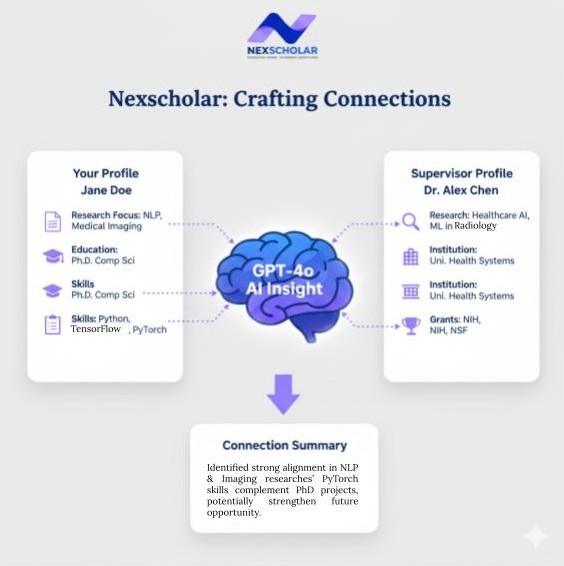 NEXSCHOLAR
Nexscholar: Crafting Connections
Your Profile
Jane Doe
Research Focus: NLP,
Medical Imaging
Education:
Ph.D. Comp Sci
Skills
Ph.D. Comp Sci
Skills: Python,
TensorFlow , PyTorch
GPT-4o
AI Insight
Supervisor Profile
Dr. Alex Chen
Research: Healthcare AI,
ML in Radiology
Institution:
Uni. Health Systems
Institution:
Uni. Health Systems
Grants: NIH,
NIH, NSF
Connection Summary
Identified strong alignment in NLP
& Imaging researches' PyTorch
skills complement PhD projects,
potentially strengthen future
opportunity.